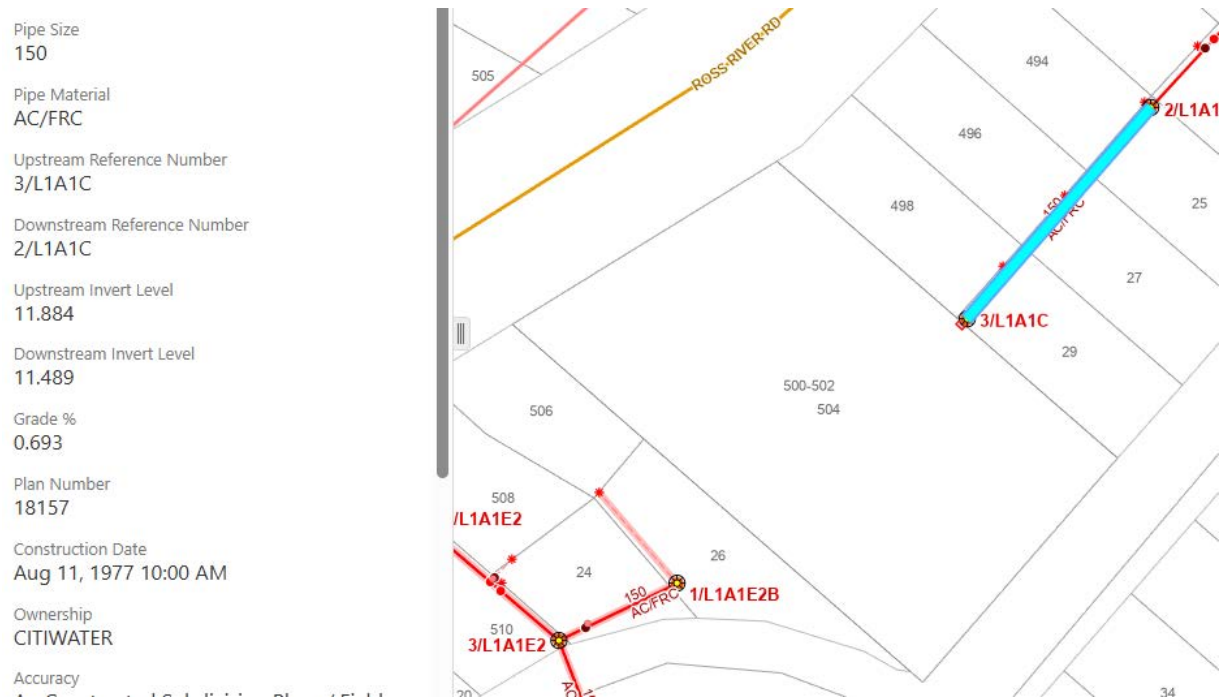 Pipe Size
150
Pipe Material
AC/FRC
Upstream Reference Number
3/L1A1C
Downstream Reference Number
2/L1A1C
Upstream Invert Level
11.884
Downstream Invert Level
11.489
Grade %
0.693
Plan Number
18157
Construction Date
Aug 11, 1977 10:00 AM
Ownership
CITIWATER
Accuracy
505
ROSS-RIVER-RD
494
2/L1A1
496
498
150
AC/FRC
25
27
3/L1A1C
29
500-502
504
506
508
/L1A1E2
24
26
150
AC/FRC
1/L1A1E2B
510
3/L1A1E2
20
34